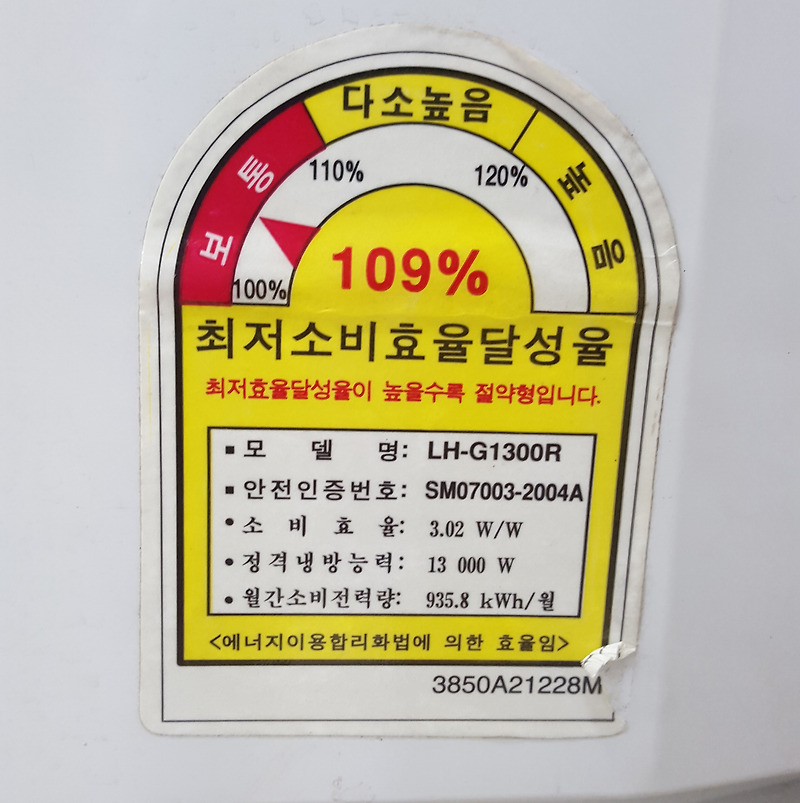 다소높음
보통
높음
110%
120%
100%
109%
최저소비효율달성율
최저효율달성율이 높을수록 절약형입니다.
▪ 모 델 명: LH-G1300R
▪ 안전인증번호: SM07003-2004A
• 소 비 효 율: 3.02 W/W
• 정격냉방능력: 13 000 W
• 월간소비전력량: 935.8 kWh/월
<에너지이용합리화법에 의한 효율임>
3850A21228M